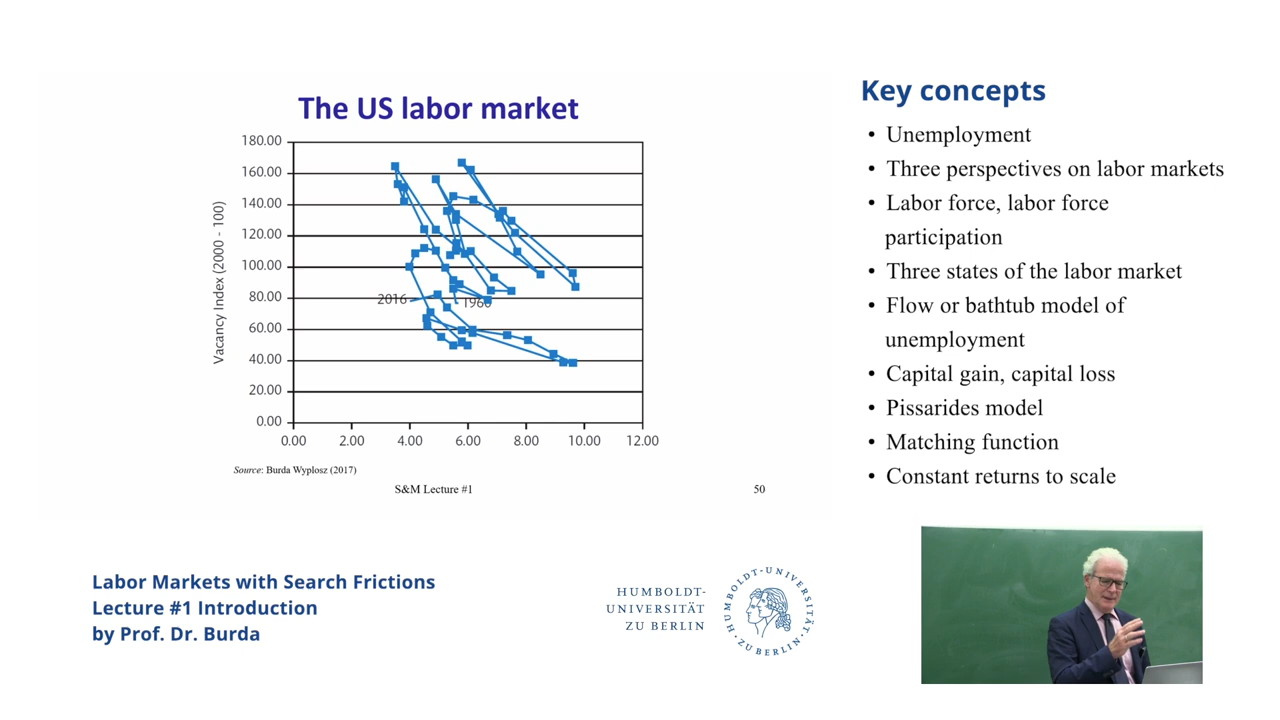 The US labor market
180.00
160.00
140.00
120.00
100.00
80.00
60.00
40.00
20.00
0.00
Vacancy Index (2000 - 100)
2016
1960
0.00 2.00 4.00 6.00 8.00 10.00 12.00
Source: Burda Wyplosz (2017)
S&M Lecture #1
50
Key concepts
• Unemployment
• Three perspectives on labor markets
• Labor force, labor force
participation
• Three states of the labor market
• Flow or bathtub model of
unemployment
• Capital gain, capital loss
• Pissarides model
• Matching function
• Constant returns to scale
Labor Markets with Search Frictions
Lecture #1 Introduction
by Prof. Dr. Burda
HUMBOLDT-
UNIVERSITÄT
ZU BERLIN
HUMBOLDT-UNIVERSITÄT
ZU BERLIN